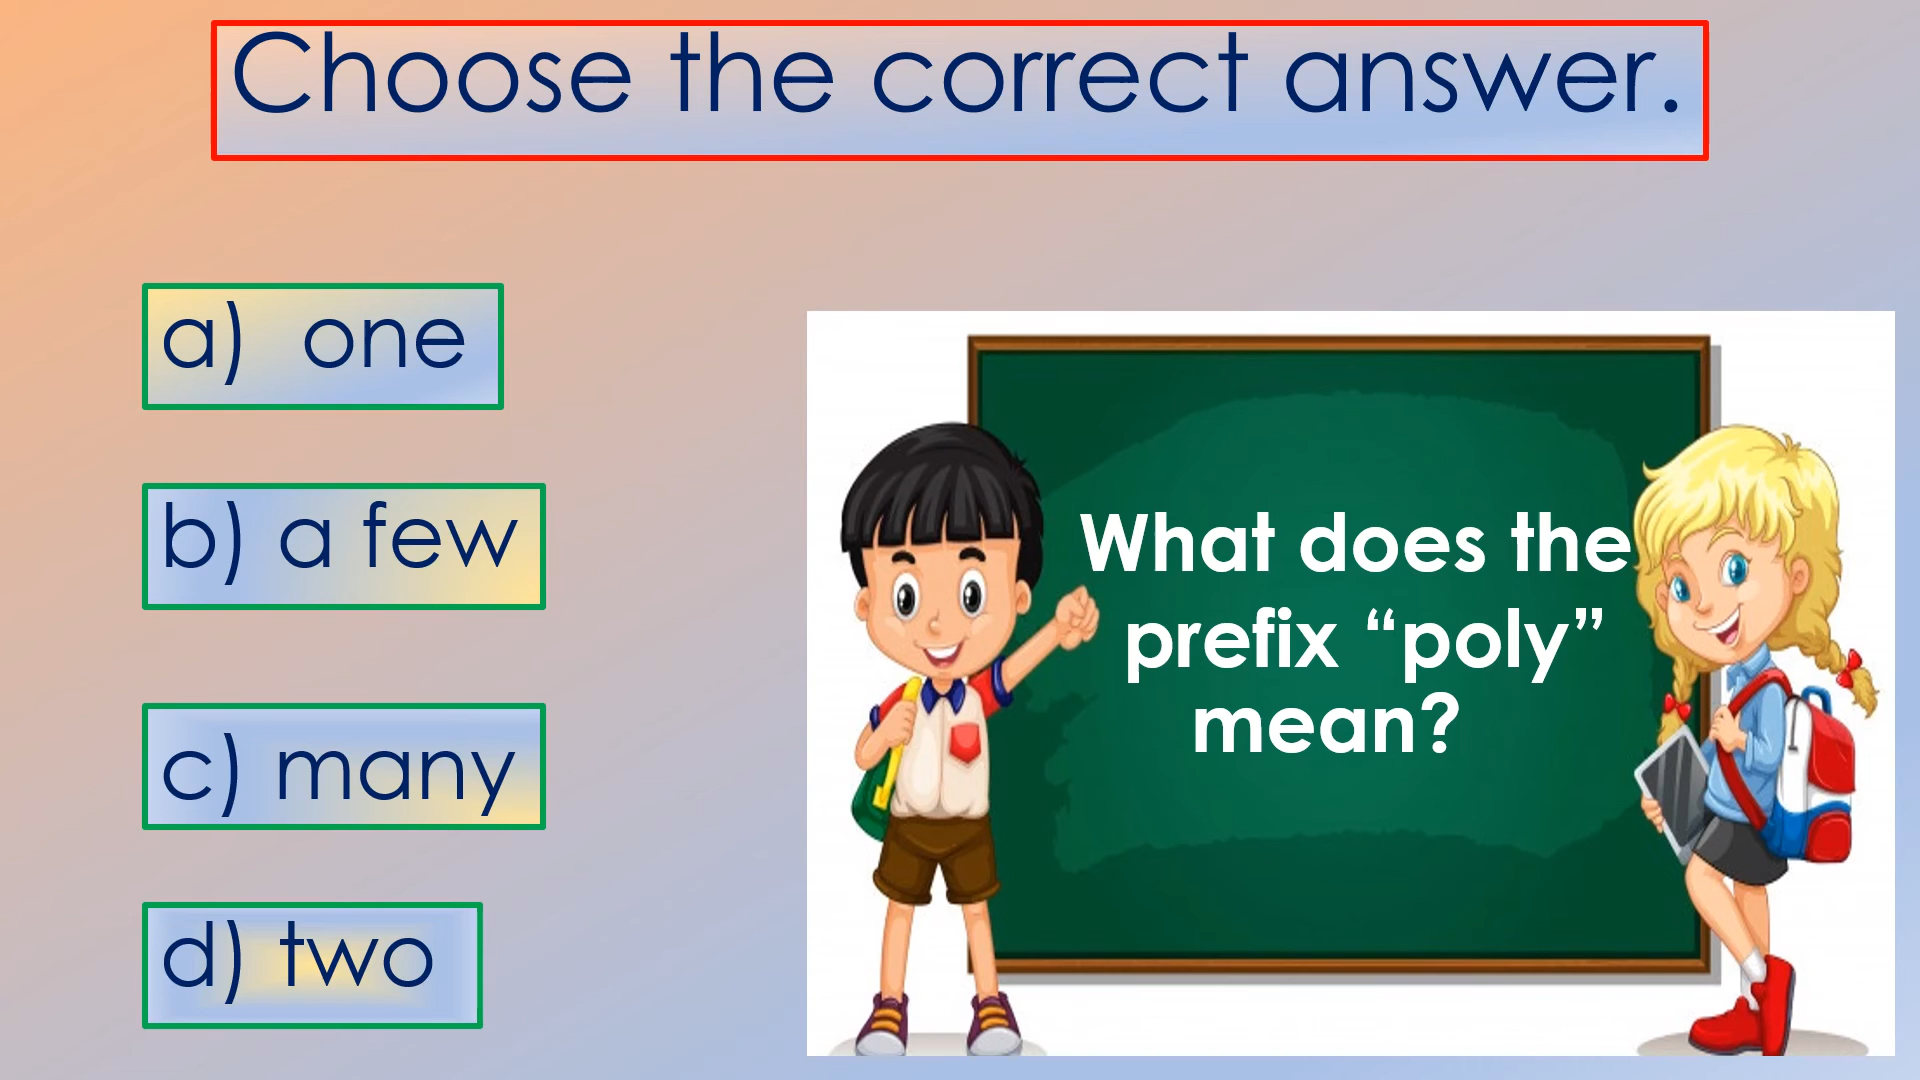 Choose the correct answer.
a) one
b) a few
c) many
d) two
What does the
prefix “poly”
mean?